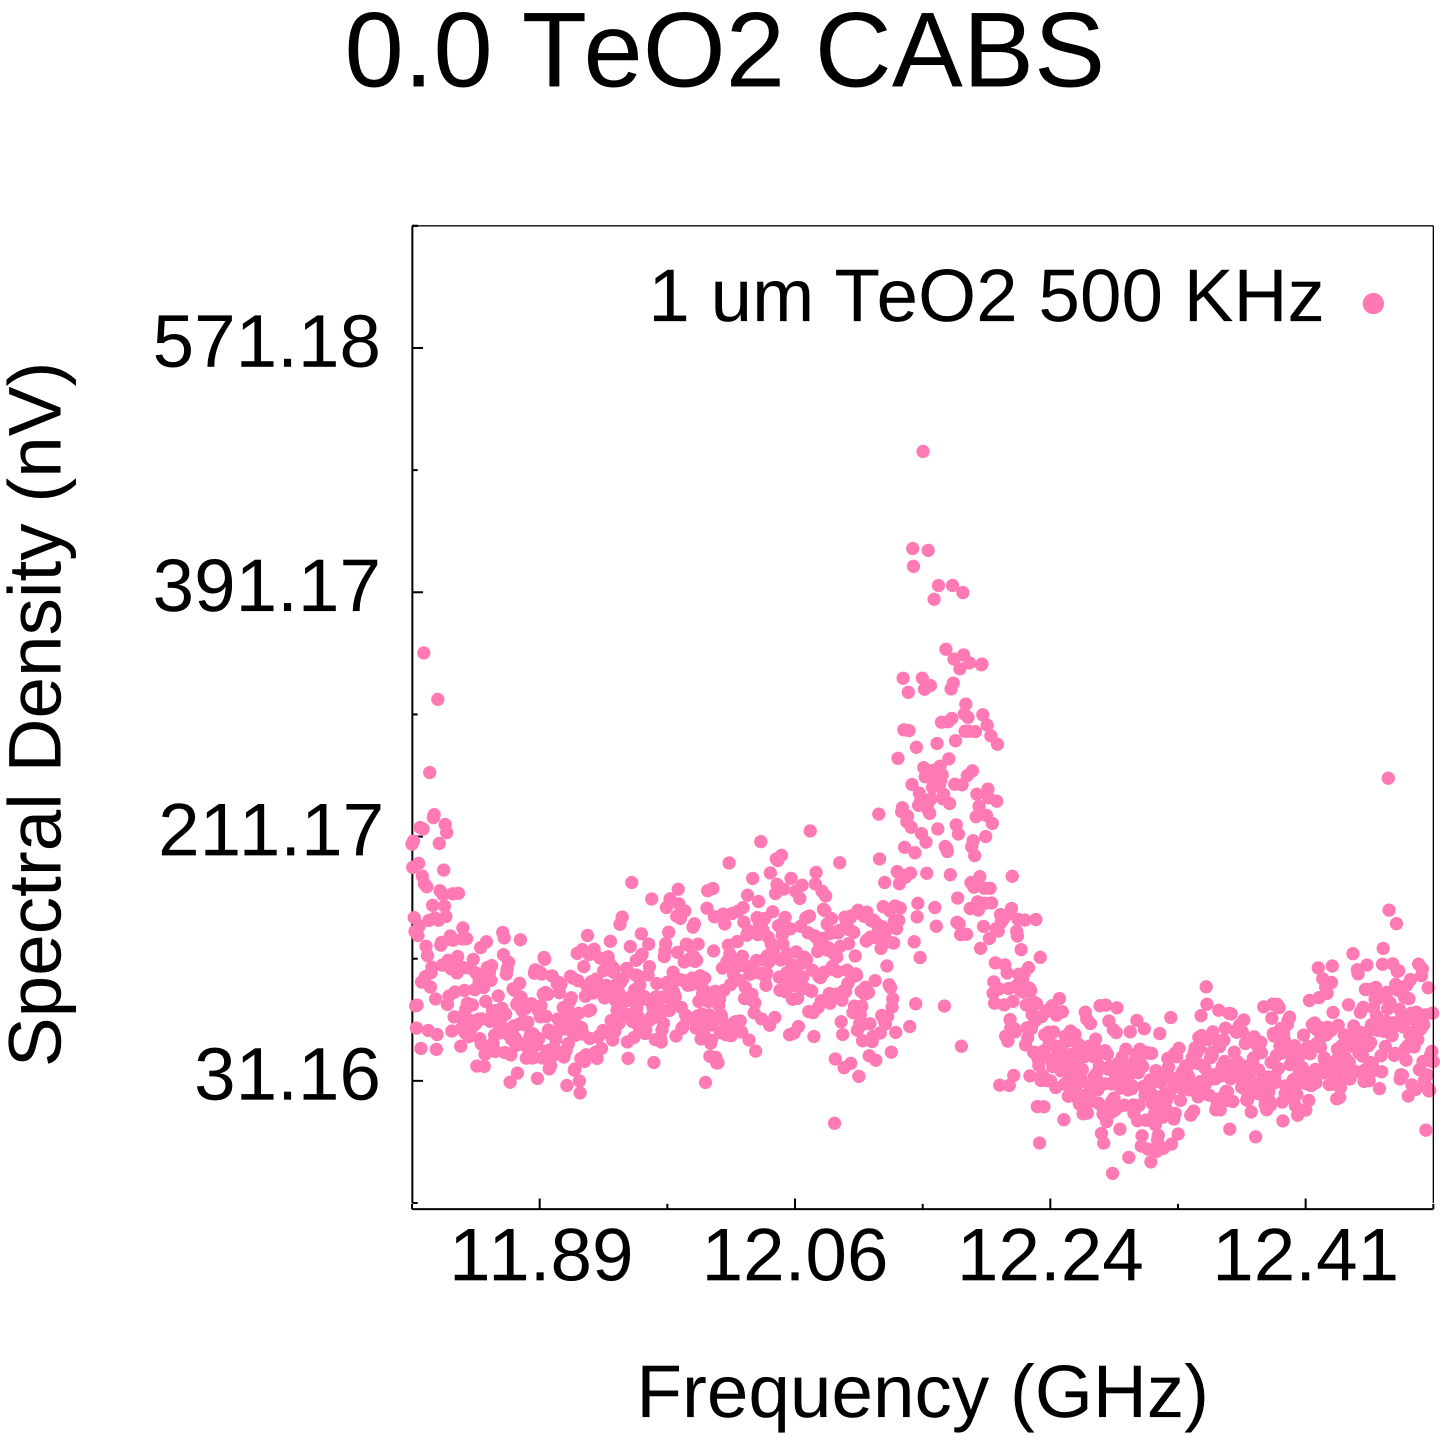 0.0 TeO2 CABS
1 um TeO2 500 KHz
Spectral Density (nV)
571.18
391.17
211.17
31.16
11.89
12.06
12.24
12.41
Frequency (GHz)